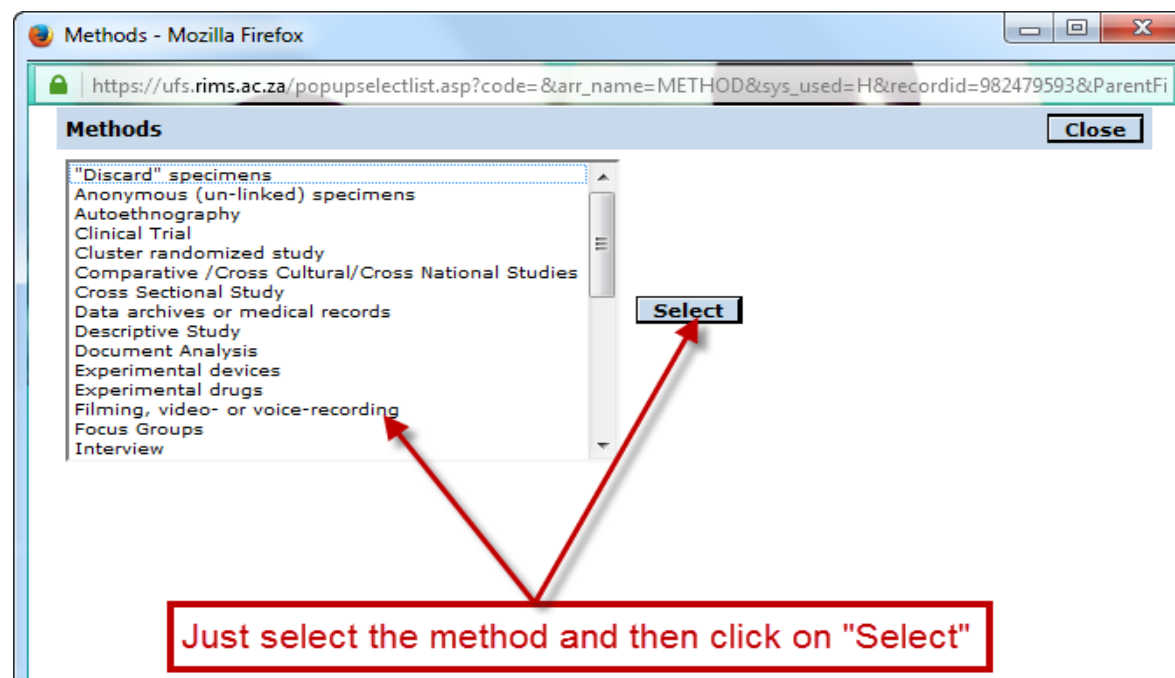 Methods - Mozilla Firefox
https://ufs.rims.ac.za/popupselectlist.asp?code=&arr_name=METHOD&sys_used=H&recordid=982479593&ParentFi
Methods
Close
"Discard" specimens
Anonymous (un-linked) specimens
Autoethnography
Clinical Trial
Cluster randomized study
Comparative /Cross Cultural/Cross National Studies
Cross Sectional Study
Data archives or medical records
Descriptive Study
Document Analysis
Experimental devices
Experimental drugs
Filming, video- or voice-recording
Focus Groups
Interview
Select
Just select the method and then click on "Select"